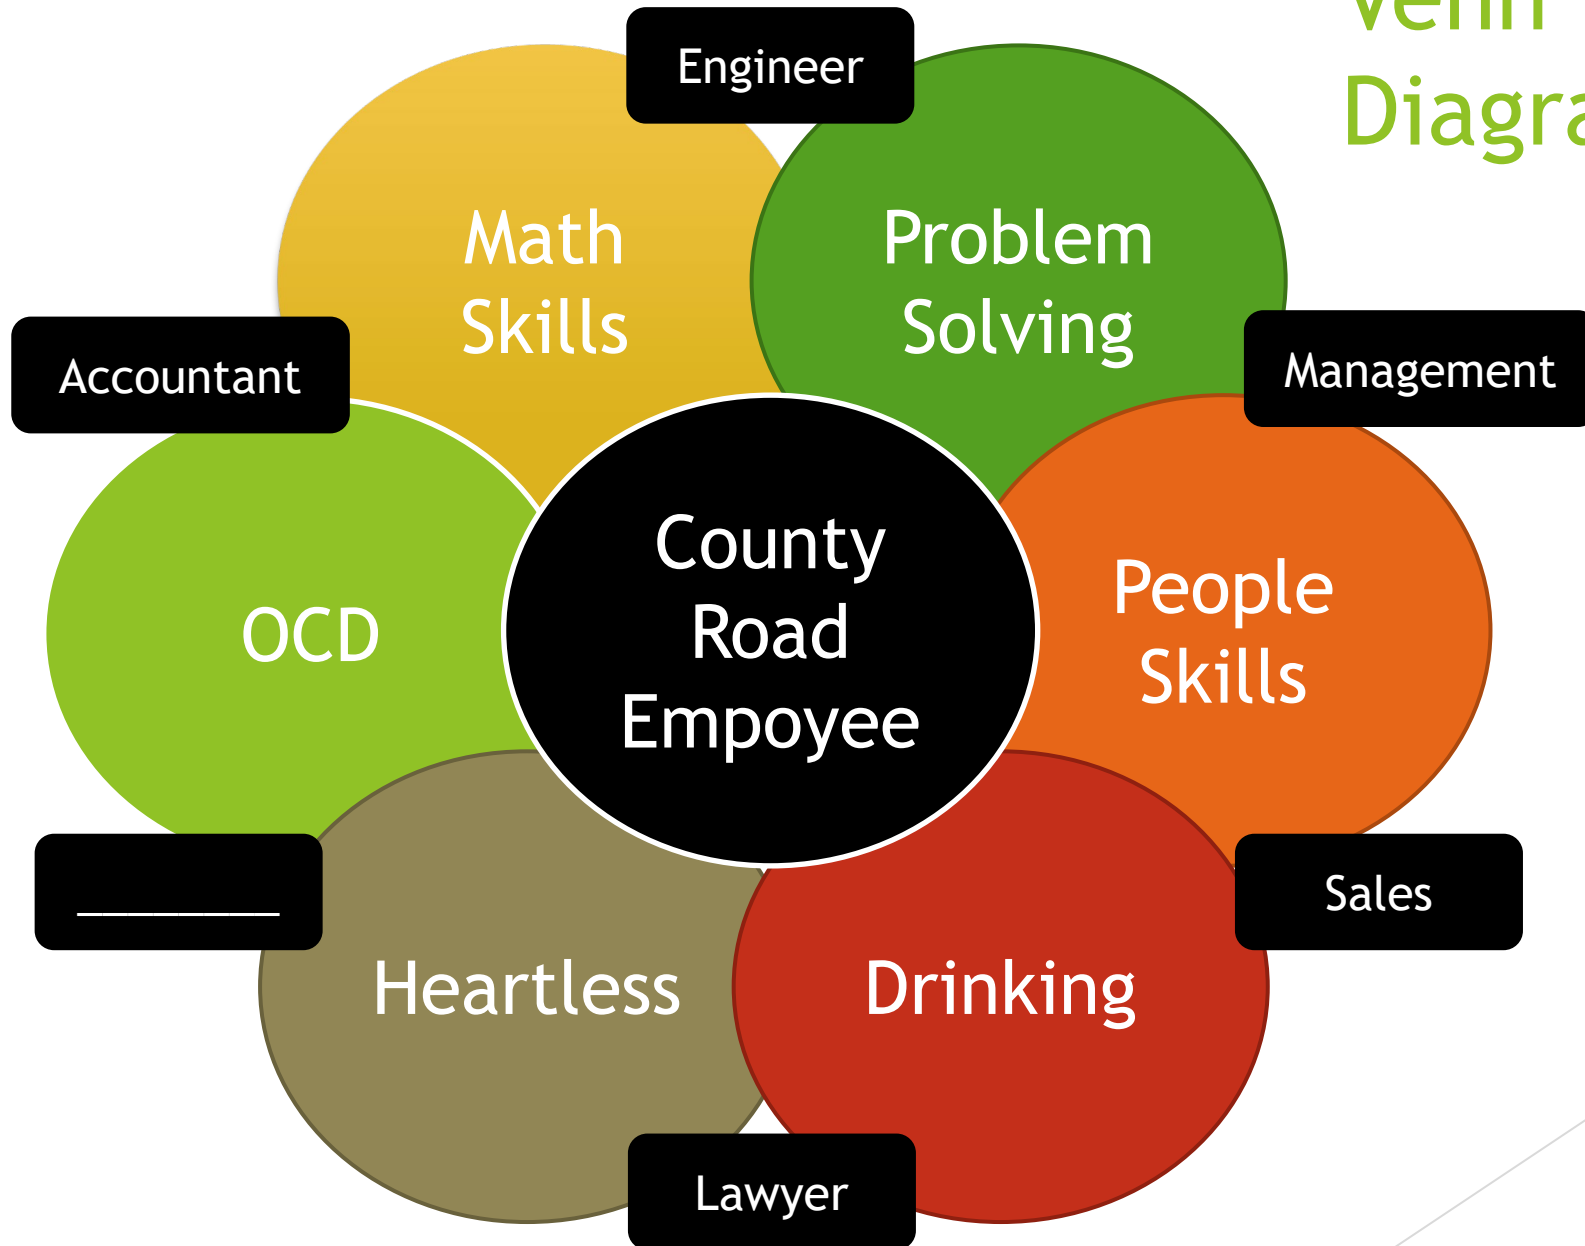 Venn
Engineer
Diagra
Math
Skills
Problem
Solving
Accountant
Management
County
Road
Empoyee
OCD
People
Skills
________
Sales
Heartless
Drinking
Lawyer